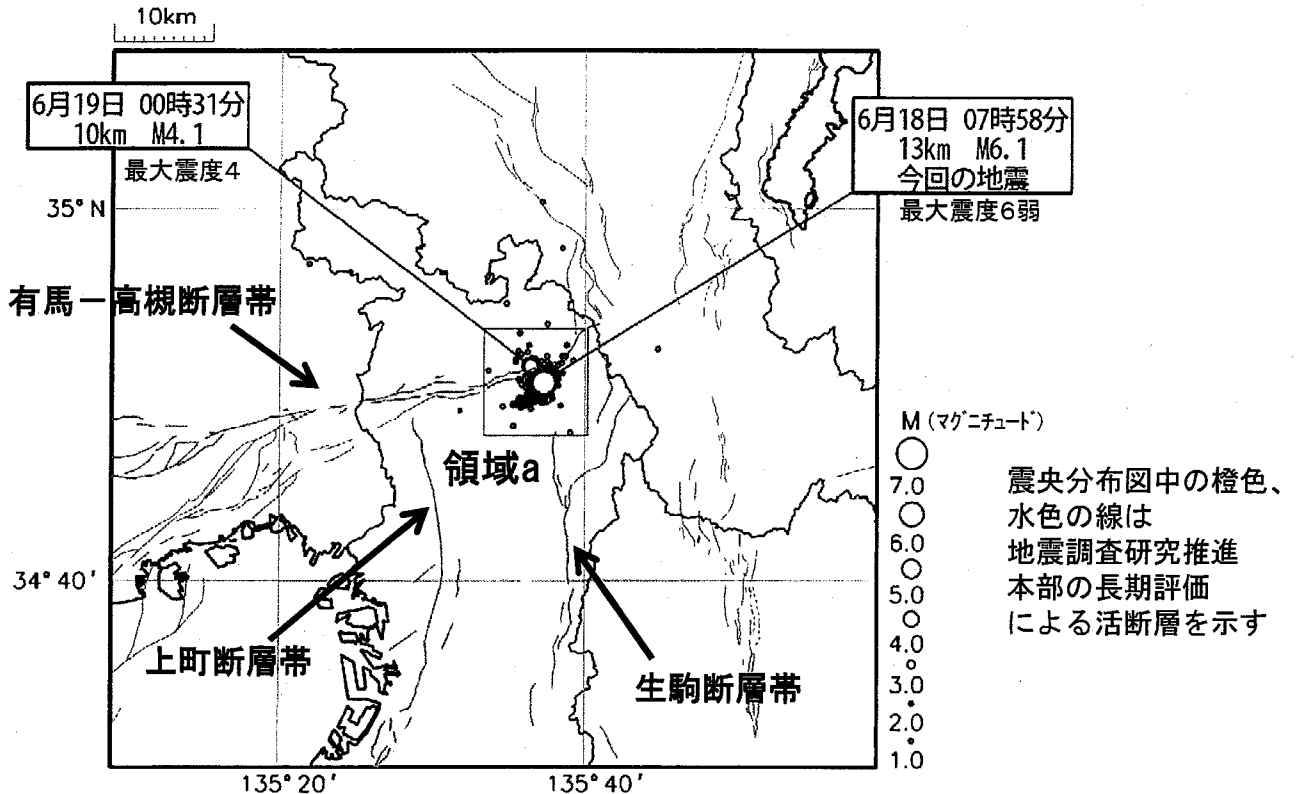 10km
6月19日 00時31分
10km M4.1
最大震度4
6月18日 07時58分
13km M6.1
今回の地震
最大震度6弱
35°N
有馬－高槻断層帯
領域a
34°40′
上町断層帯
生駒断層帯
135°20′
135°40′
M (マグニチュード)
7.0
6.0
5.0
4.0
3.0
2.0
1.0
震央分布図中の橙色、
水色の線は
地震調査研究推進
本部の長期評価
による活断層を示す